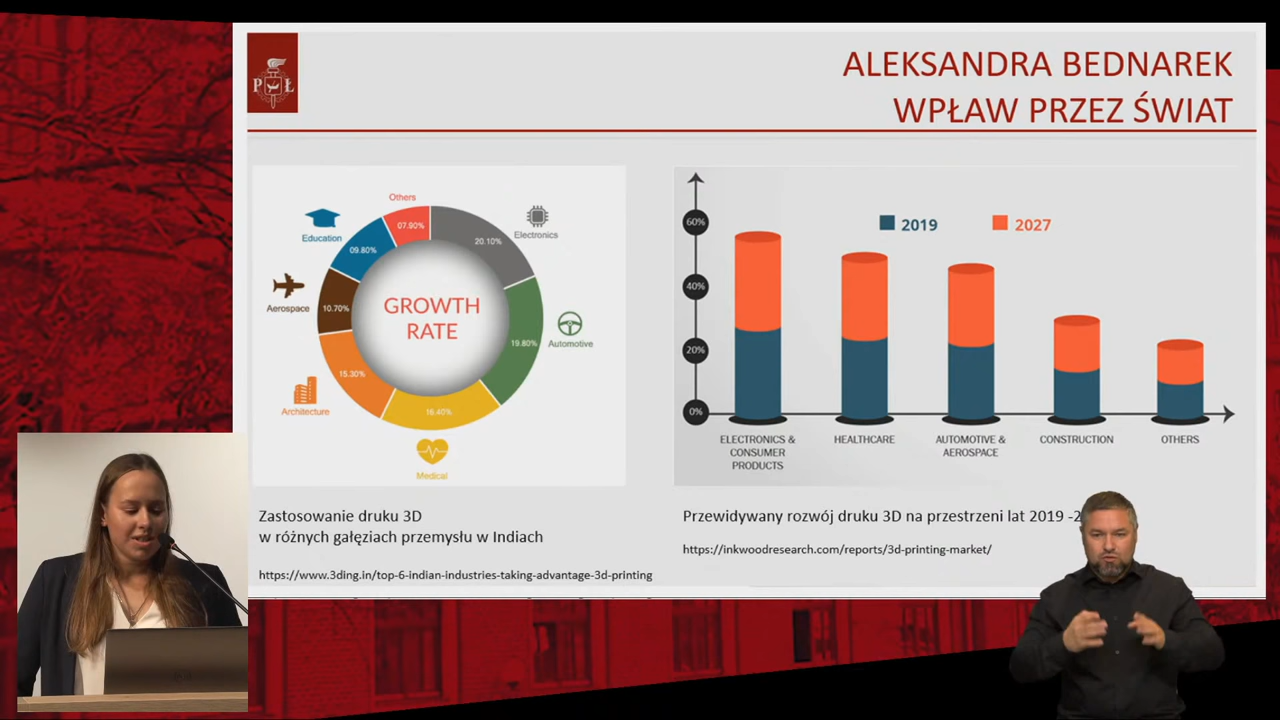 P Ł
ALEKSANDRA BEDNAREK
WPŁAW PRZEZ ŚWIAT
Others
07.90%
Electronics
20.10%
Education
09.80%
Aerospace
10.70%
GROWTH
RATE
Automotive
19.80%
Architecture
15.30%
16.40%
Medical
60%
40%
20%
0%
2019
2027
ELECTRONICS &
CONSUMER
PRODUCTS
HEALTHCARE
AUTOMOTIVE &
AEROSPACE
CONSTRUCTION
OTHERS
Zastosowanie druku 3D
w różnych gałęziach przemysłu w Indiach
https://www.3ding.in/top-6-indian-industries-taking-advantage-3d-printing
Przewidywany rozwój druku 3D na przestrzeni lat 2019 -2
https://inkwoodresearch.com/reports/3d-printing-market/